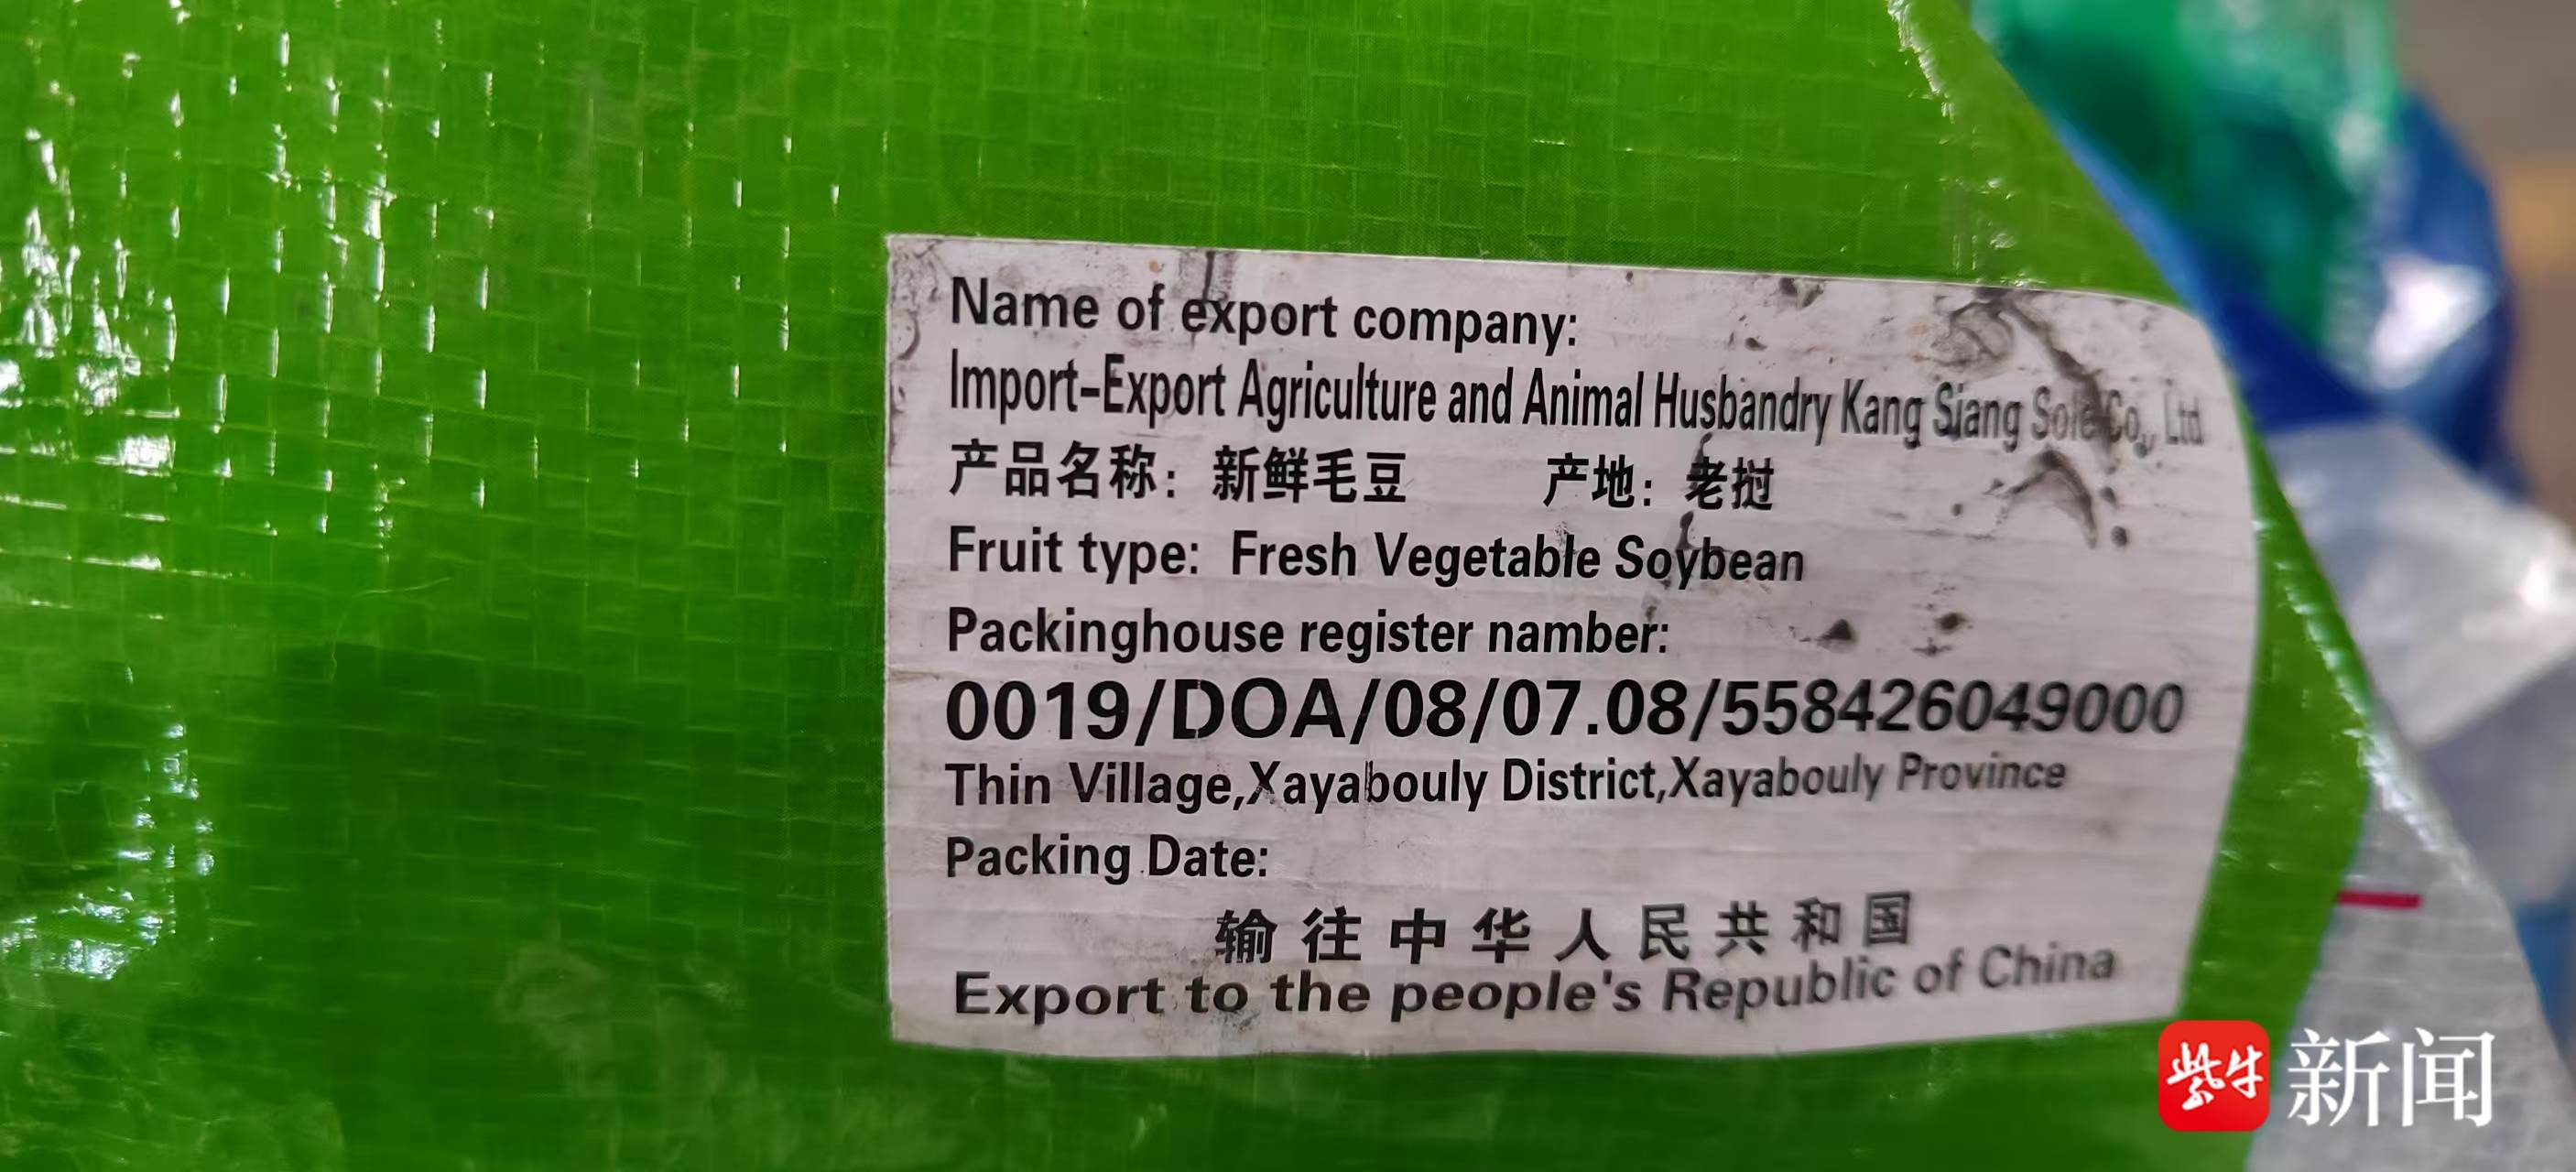 Name of export company:
Import-Export Agriculture and Animal Husbandry Kang Siang Sole Co., Ltd
产品名称：新鲜毛豆 产地：老挝
Fruit type: Fresh Vegetable Soybean
Packinghouse register namber:
0019/DOA/08/07.08/558426049000
Thin Village,Xayabouly District,Xayabouly Province
Packing Date:
输往中华人民共和国
Export to the people's Republic of China
紫牛新闻